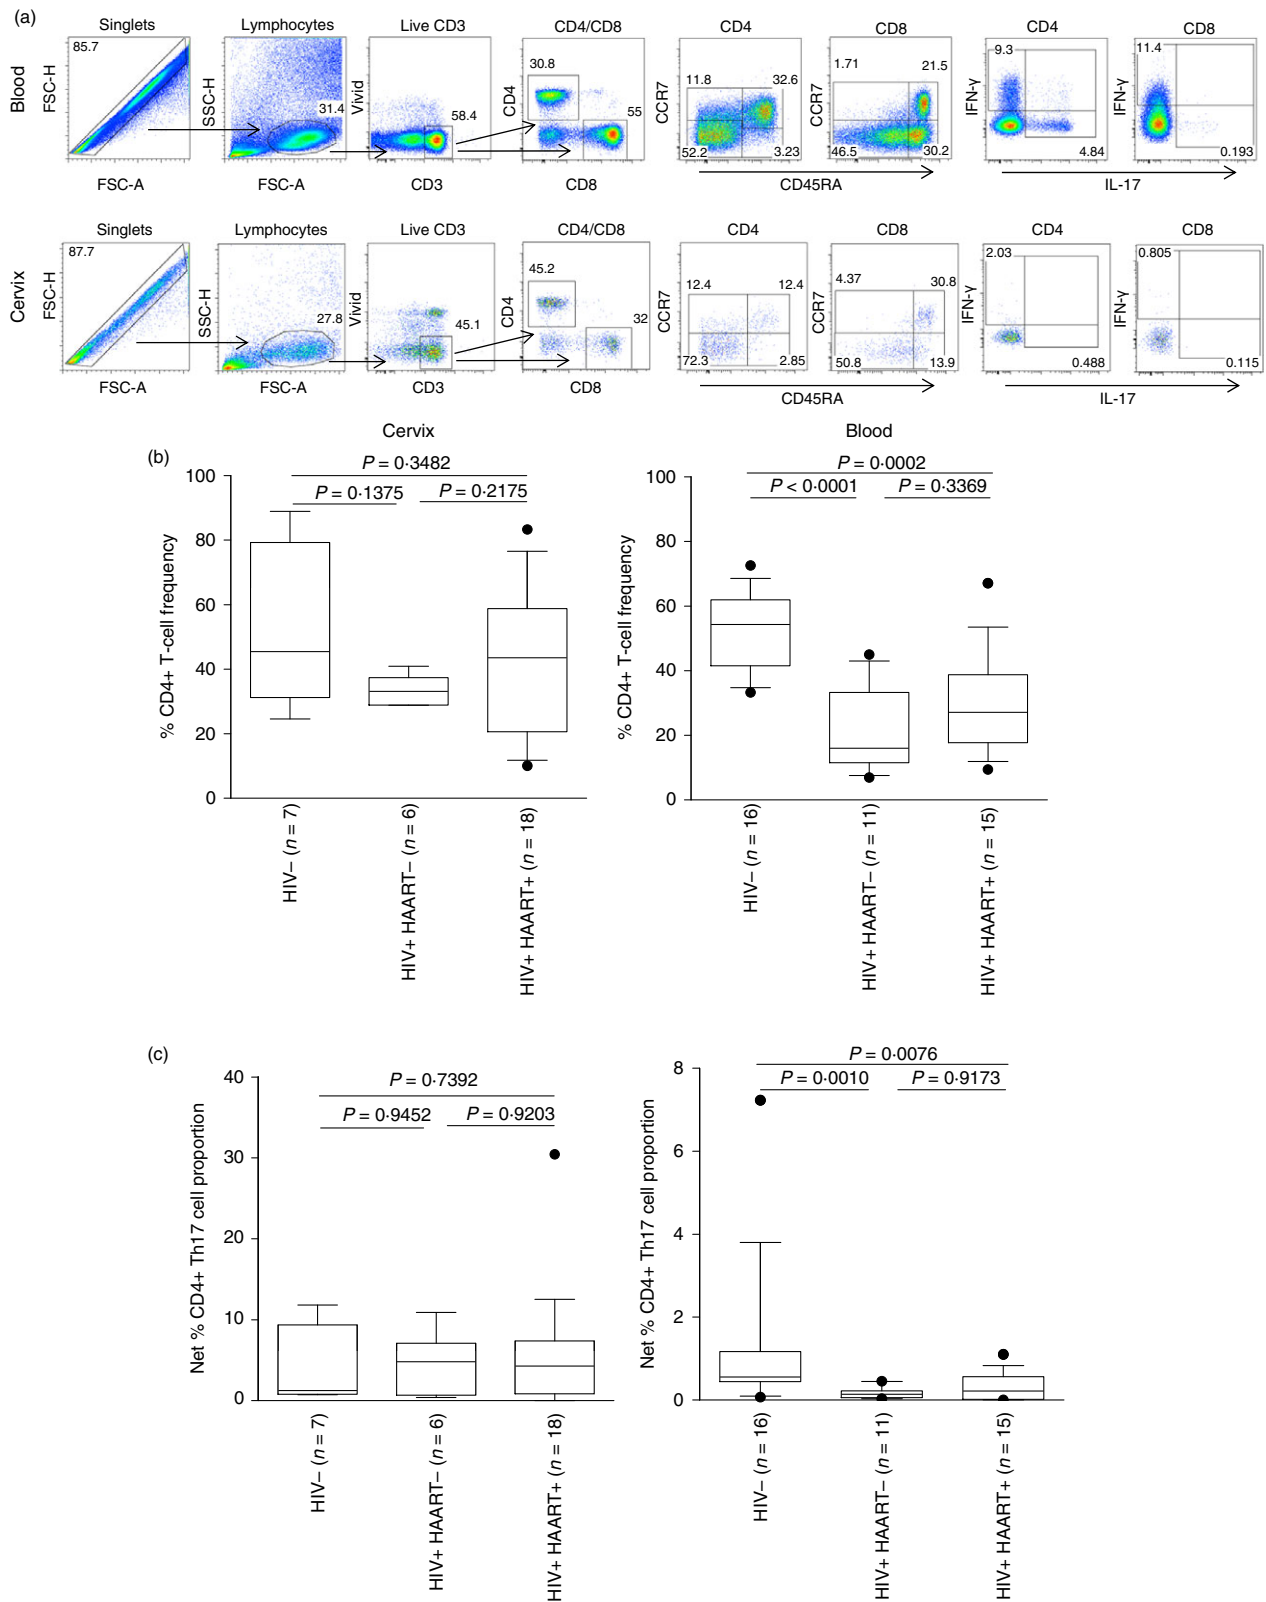 (a)
Singlets Lymphocytes Live CD3 CD4/CD8 CD4 CD8 CD4 CD8
Blood
FSC-H 85.7
SSC-H 31.4
Vivid 58.4
CD4 30.8 55
CCR7 11.8 32.6 52.2 3.23
CCR7 1.71 21.5 46.5 30.2
IFN-γ 9.3 4.84
IFN-γ 11.4 0.193
FSC-A FSC-A CD3 CD8 CD45RA IL-17
Singlets Lymphocytes Live CD3 CD4/CD8 CD4 CD8 CD4 CD8
Cervix
FSC-H 87.7
SSC-H 27.8
Vivid 45.1
CD4 45.2 32
CCR7 12.4 12.4 72.3 2.85
CCR7 4.37 30.8 50.8 13.9
IFN-γ 2.03 0.488
IFN-γ 0.805 0.115
FSC-A FSC-A CD3 CD8 CD45RA IL-17
(b)
Cervix
P = 0·3482
P = 0·1375 P = 0·2175
% CD4+ T-cell frequency
100
80
60
40
20
0
HIV– (n = 7)
HIV+ HAART– (n = 6)
HIV+ HAART+ (n = 18)
Blood
P = 0·0002
P < 0·0001 P = 0·3369
% CD4+ T-cell frequency
100
80
60
40
20
0
HIV– (n = 16)
HIV+ HAART– (n = 11)
HIV+ HAART+ (n = 15)
(c)
P = 0·7392
P = 0·9452 P = 0·9203
Net % CD4+ Th17 cell proportion
40
30
20
10
0
HIV– (n = 7)
HIV+ HAART– (n = 6)
HIV+ HAART+ (n = 18)
P = 0·0076
P = 0·0010 P = 0·9173
Net % CD4+ Th17 cell proportion
8
6
4
2
0
HIV– (n = 16)
HIV+ HAART– (n = 11)
HIV+ HAART+ (n = 15)